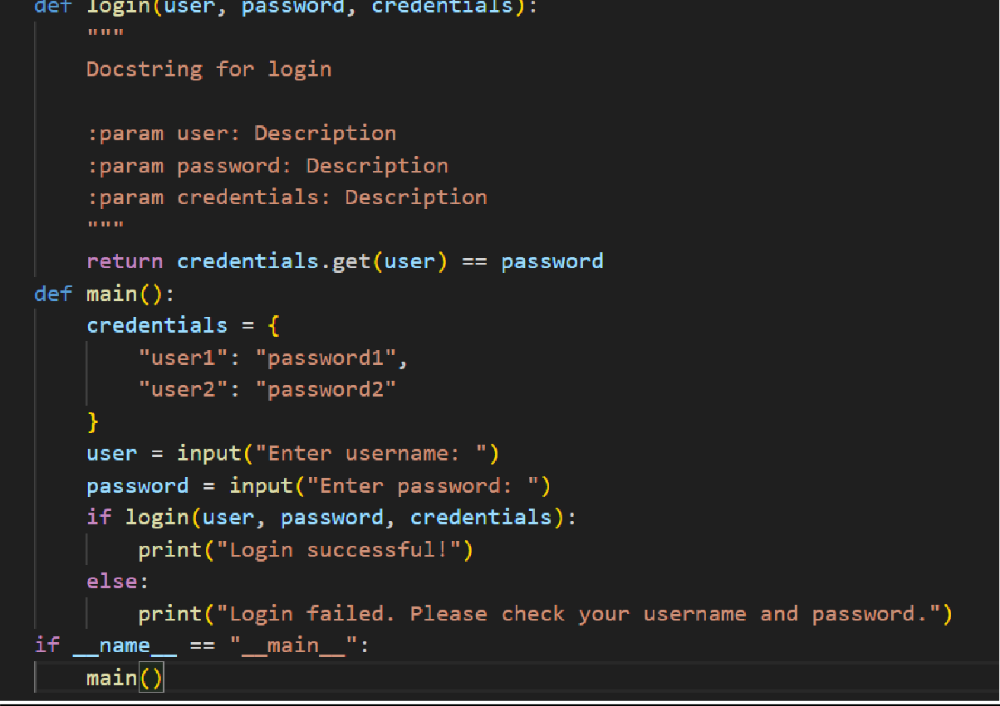 def login(user, password, credentials):
    """
    Docstring for login

    :param user: Description
    :param password: Description
    :param credentials: Description
    """
    return credentials.get(user) == password
def main():
    credentials = {
        "user1": "password1",
        "user2": "password2"
    }
    user = input("Enter username: ")
    password = input("Enter password: ")
    if login(user, password, credentials):
        print("Login successful!")
    else:
        print("Login failed. Please check your username and password.")
if __name__ == "__main__":
    main()